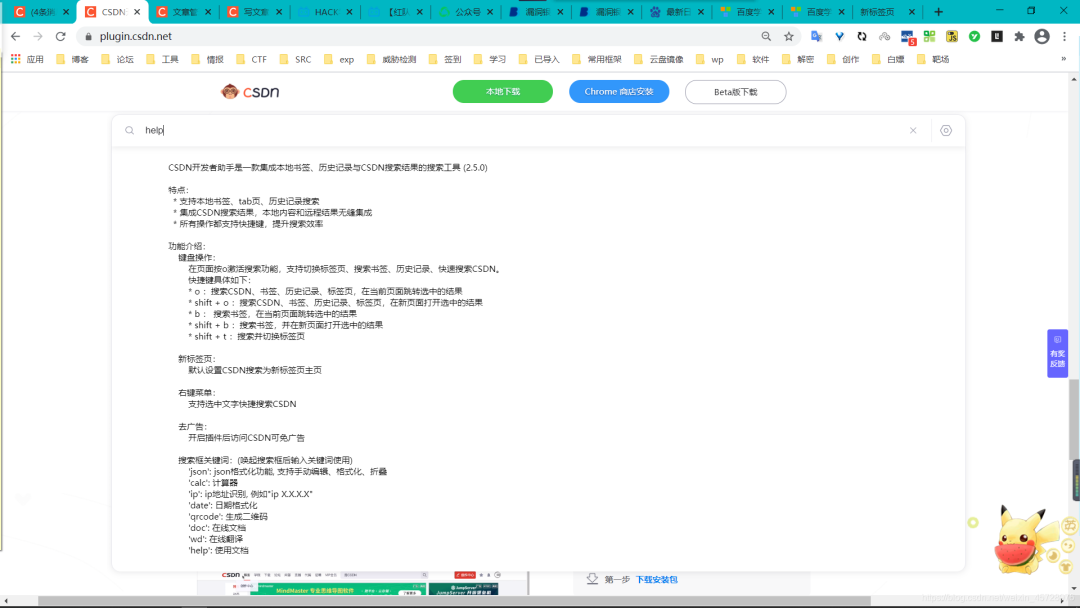 (4条消
CSDN
文章管
写文章
HACK
【红队
公众号
漏洞银
漏洞银
最新日
百度学
百度学
新标签页
plugin.csdn.net
应用
博客
论坛
工具
情报
CTF
SRC
exp
威胁检测
签到
学习
已导入
常用框架
云盘镜像
wp
软件
解密
创作
白嫖
靶场
CSDN
本地下载
Chrome 商店安装
Beta版下载
help
CSDN开发者助手是一款集成本地书签、历史记录与CSDN搜索结果的搜索工具 (2.5.0)
特点:
* 支持本地书签、tab页、历史记录搜索
* 集成CSDN搜索结果，本地内容和远程结果无缝集成
* 所有操作都支持快捷键，提升搜索效率
功能介绍:
键盘操作:
在页面按o激活搜索功能，支持切换标签页、搜索书签、历史记录、快速搜索CSDN。
快捷键具体如下:
* o ：搜索CSDN、书签、历史记录、标签页，在当前页面跳转选中的结果
* shift + o ：搜索CSDN、书签、历史记录、标签页，在新页面打开选中的结果
* b ：搜索书签，在当前页面跳转选中的结果
* shift + b ：搜索书签，并在新页面打开选中的结果
* shift + t ：搜索并切换标签页
新标签页:
默认设置CSDN搜索为新标签页主页
右键菜单:
支持选中文字快捷搜索CSDN
去广告:
开启插件后访问CSDN可免广告
搜索框关键词：(唤起搜索框后输入关键词使用)
'json': json格式化功能, 支持手动编辑、格式化、折叠
'calc': 计算器
'ip': ip地址识别, 例如"ip X.X.X.X"
'date': 日期格式化
'qrcode': 生成二维码
'doc': 在线文档
'wd': 在线翻译
'help': 使用文档
有奖
反馈
CSDN
MindMaster 专业思维导图软件
第一步 下载安装包